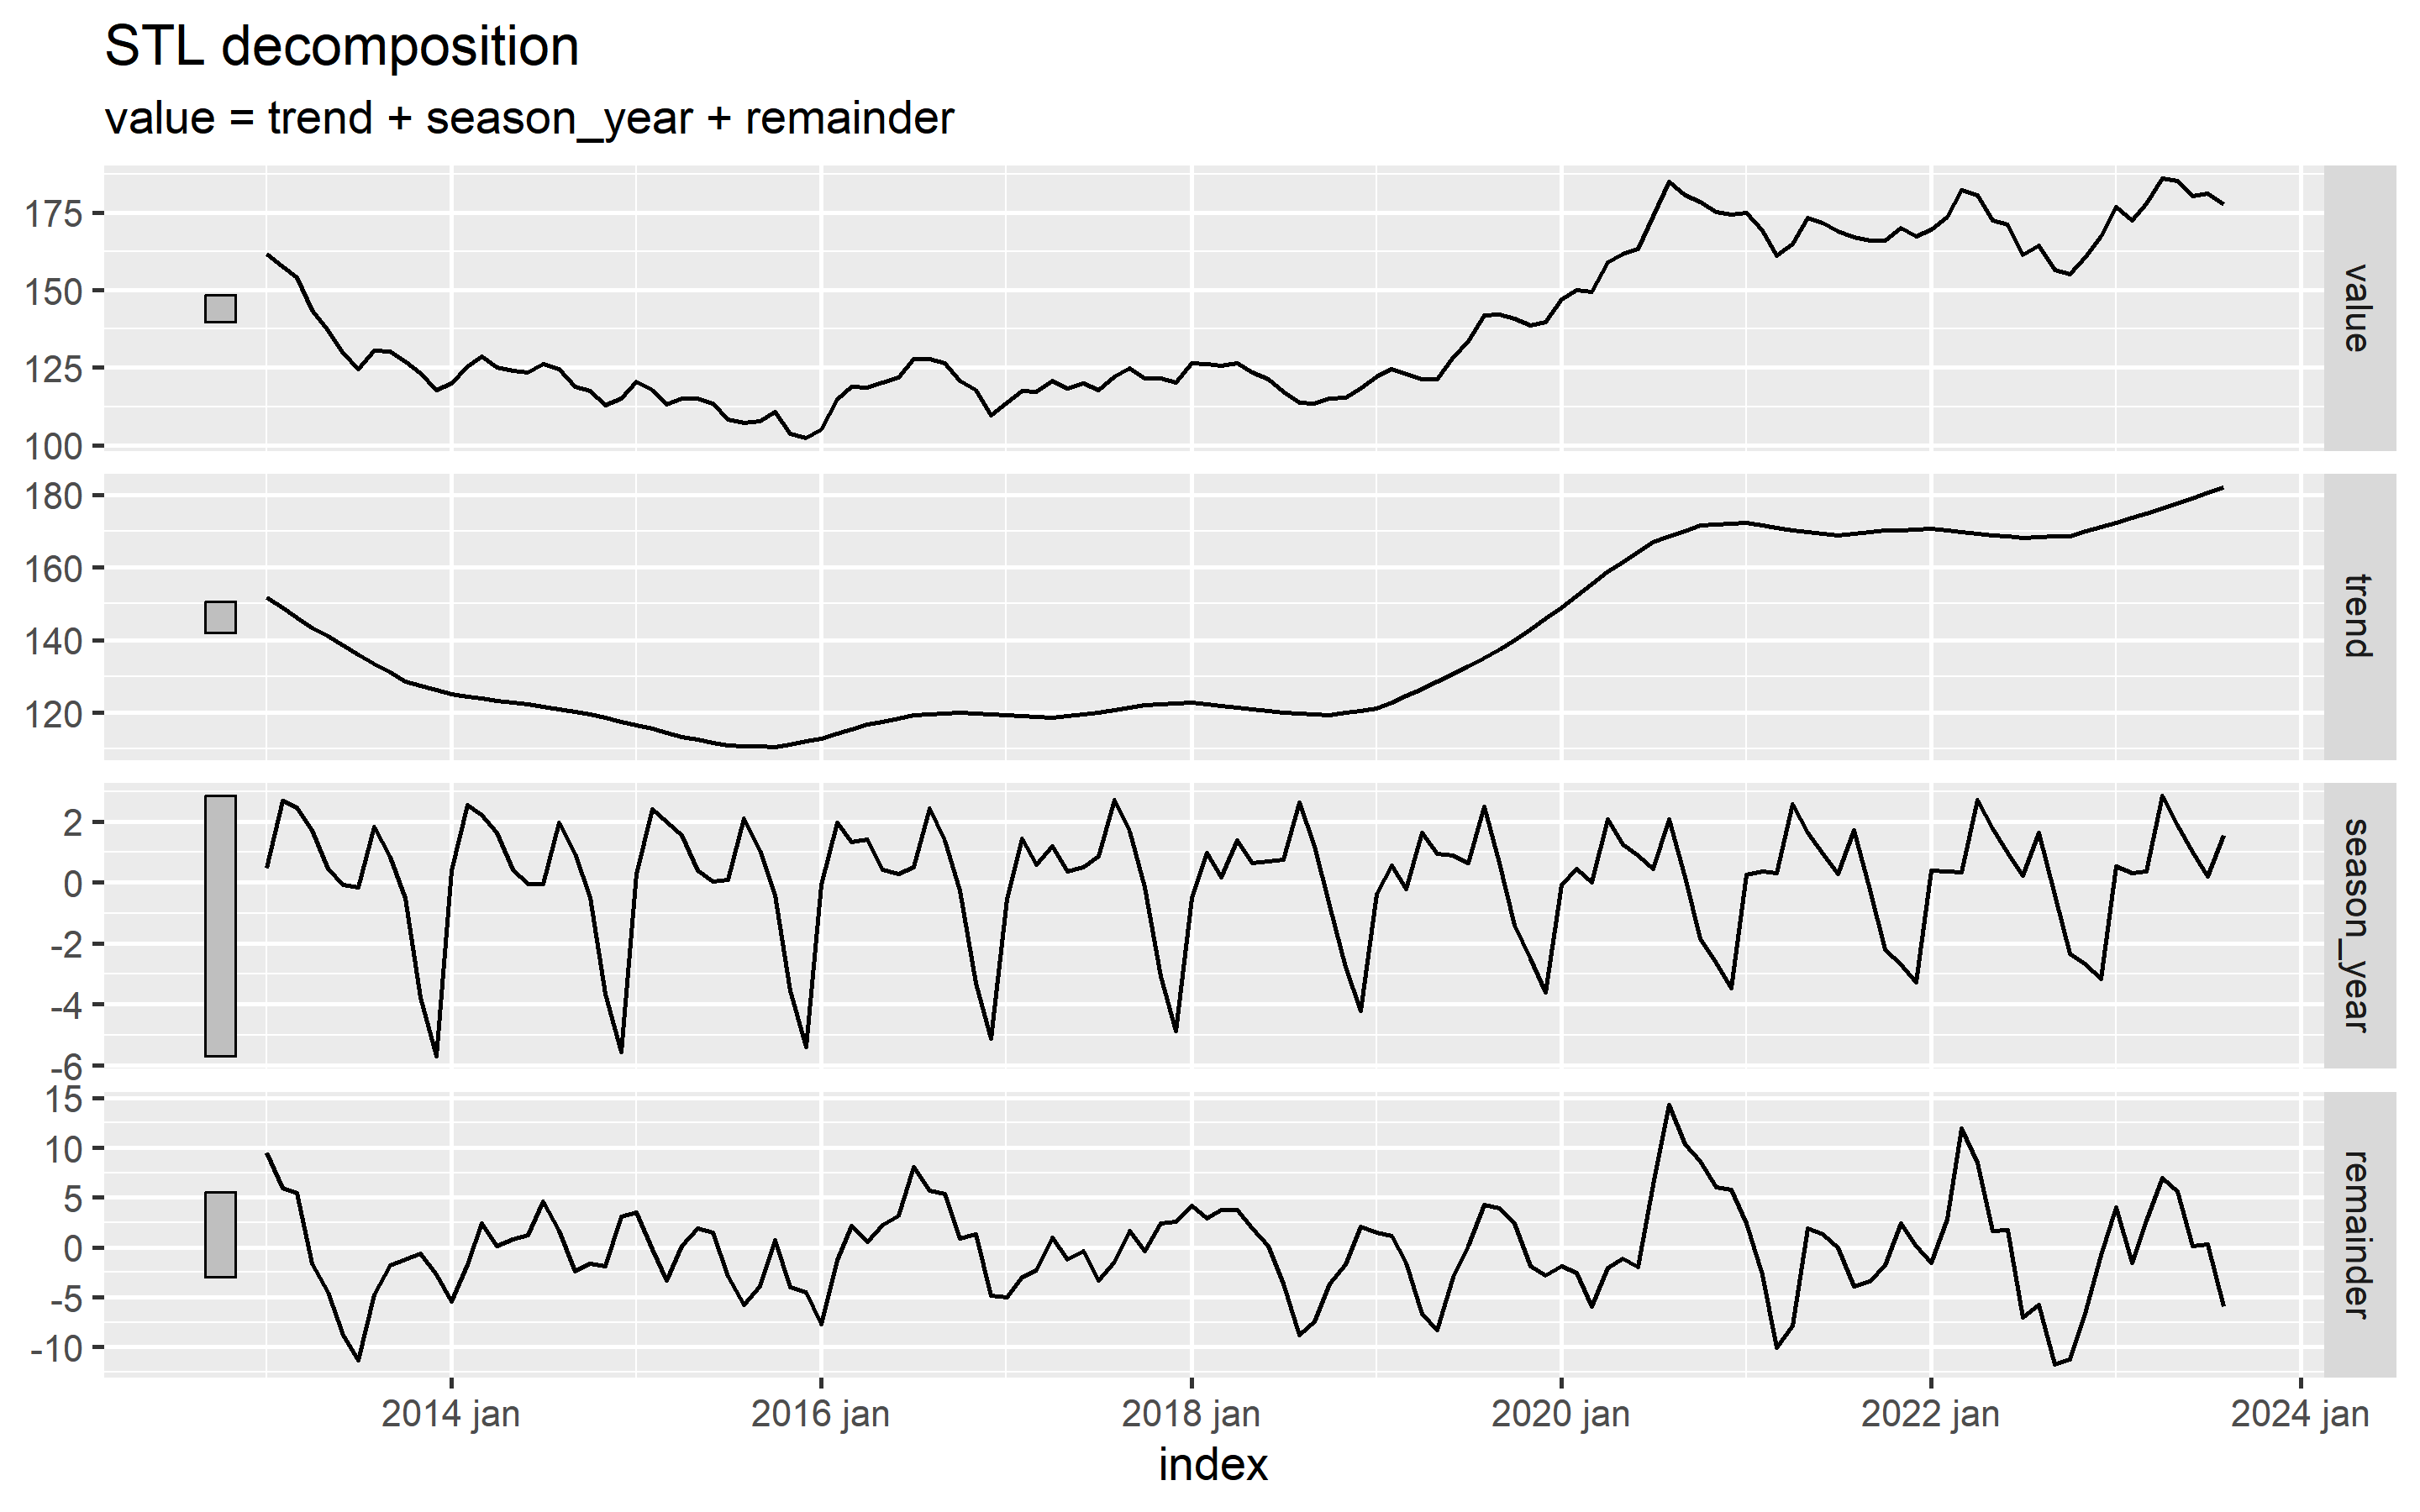 STL decomposition
value = trend + season_year + remainder
175
150
125
100
value
180
160
140
120
trend
2
0
-2
-4
-6
season_year
15
10
5
0
-5
-10
remainder
2014 jan 2016 jan 2018 jan 2020 jan 2022 jan 2024 jan
index